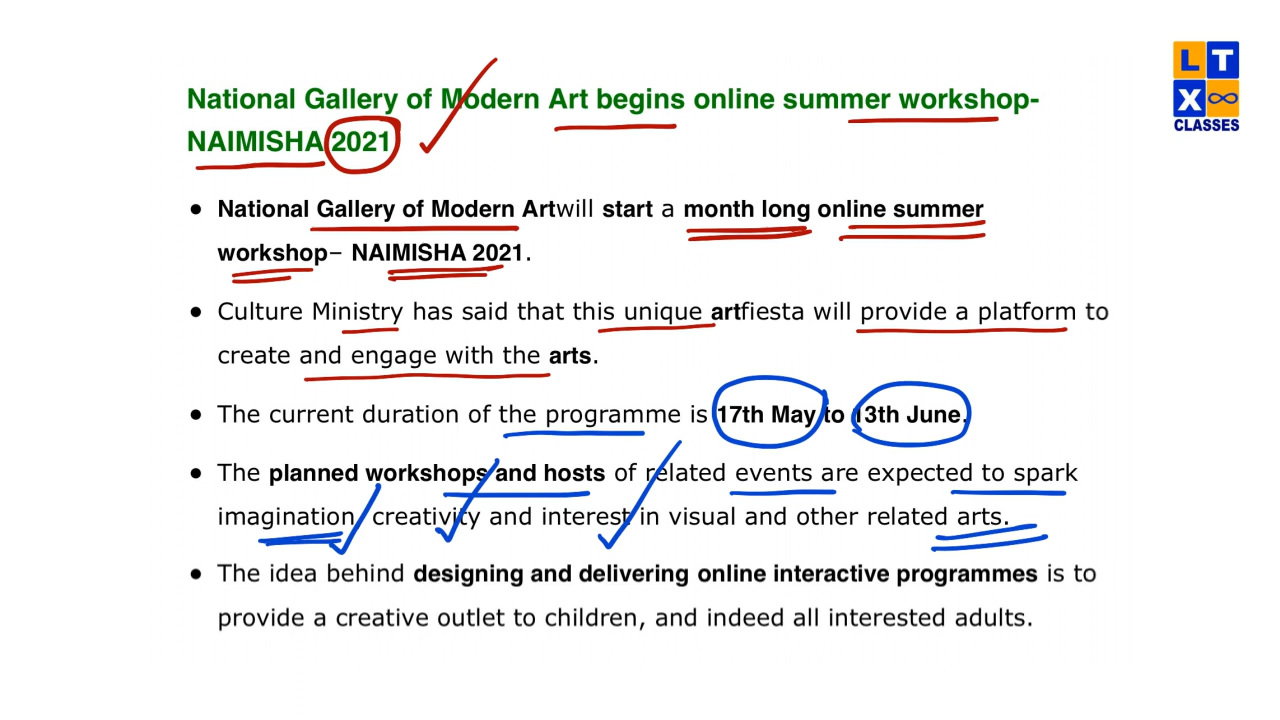 National Gallery of Modern Art begins online summer workshop-
NAIMISHA 2021
● National Gallery of Modern Artwill start a month long online summer
workshop– NAIMISHA 2021.
● Culture Ministry has said that this unique artfiesta will provide a platform to
create and engage with the arts.
● The current duration of the programme is 17th May to 13th June.
● The planned workshops and hosts of related events are expected to spark
imagination, creativity and interest in visual and other related arts.
● The idea behind designing and delivering online interactive programmes is to
provide a creative outlet to children, and indeed all interested adults.
L T
X ∞
CLASSES